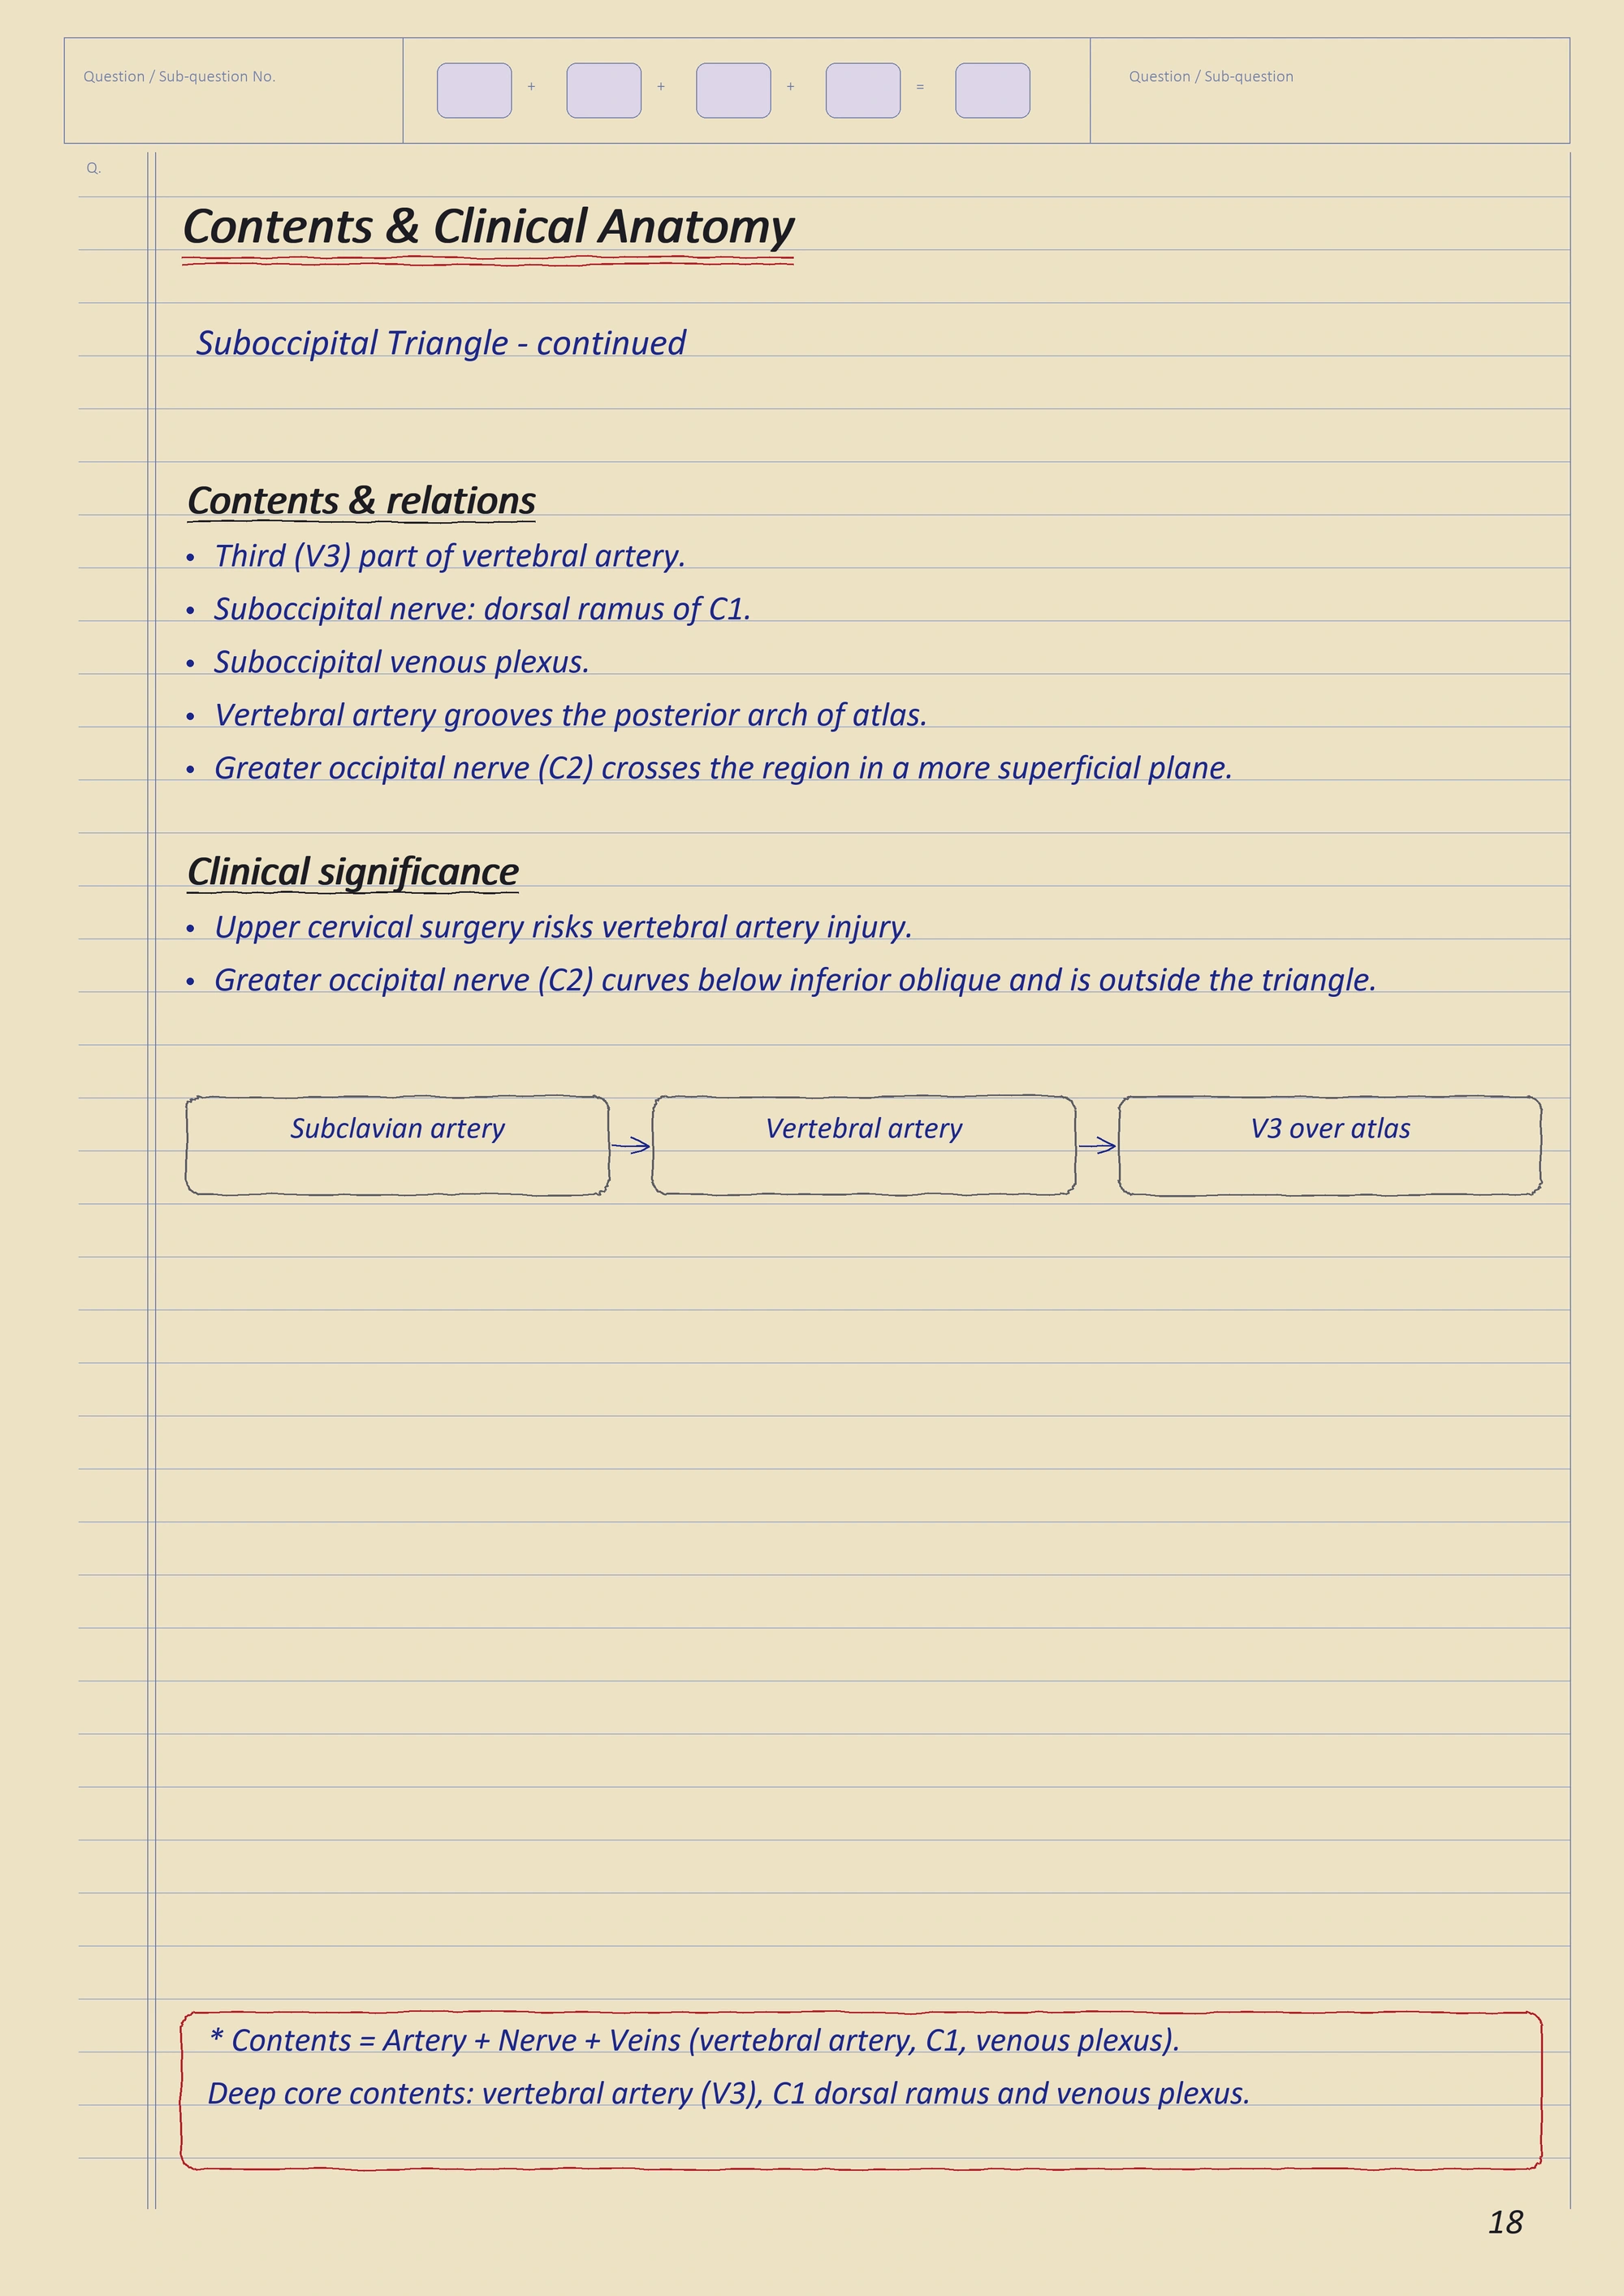 Question / Sub-question No.
+ + + =
Question / Sub-question
Q.
Contents & Clinical Anatomy
Suboccipital Triangle - continued
Contents & relations
• Third (V3) part of vertebral artery.
• Suboccipital nerve: dorsal ramus of C1.
• Suboccipital venous plexus.
• Vertebral artery grooves the posterior arch of atlas.
• Greater occipital nerve (C2) crosses the region in a more superficial plane.
Clinical significance
• Upper cervical surgery risks vertebral artery injury.
• Greater occipital nerve (C2) curves below inferior oblique and is outside the triangle.
Subclavian artery
Vertebral artery
V3 over atlas
* Contents = Artery + Nerve + Veins (vertebral artery, C1, venous plexus).
Deep core contents: vertebral artery (V3), C1 dorsal ramus and venous plexus.
18